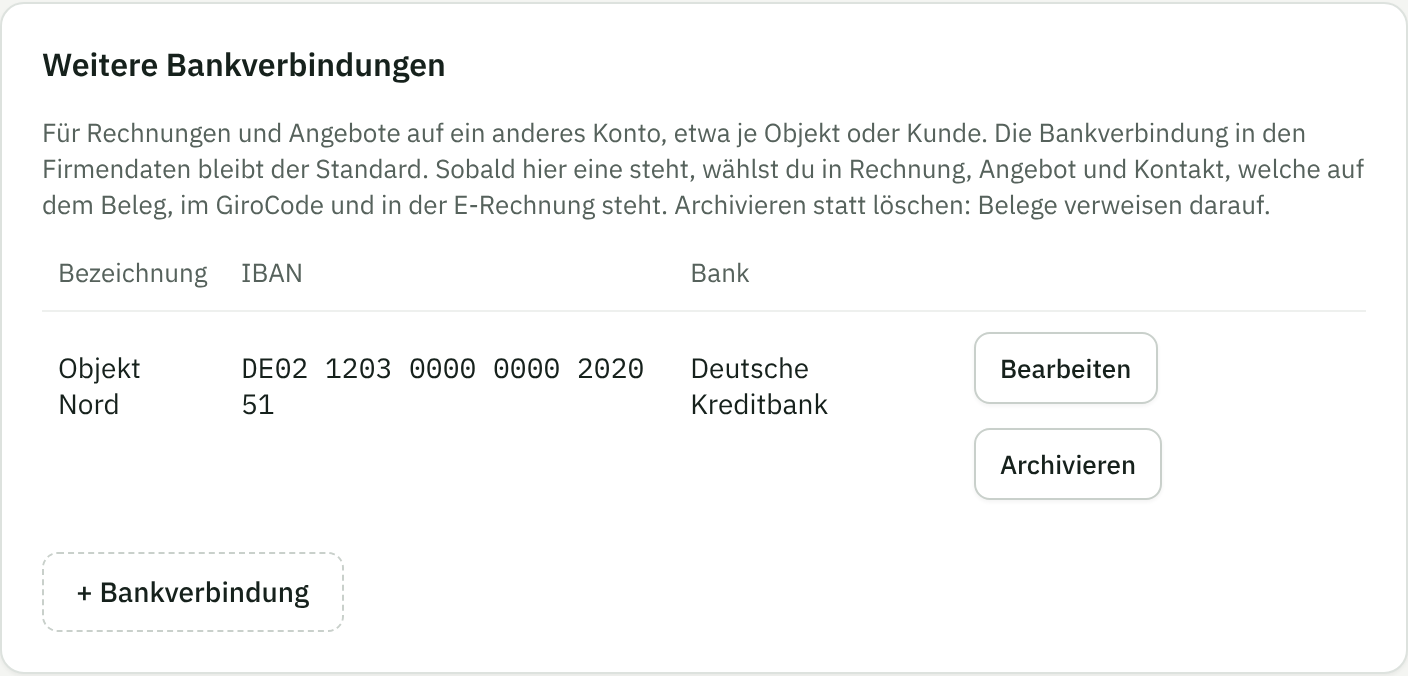 Weitere Bankverbindungen
Für Rechnungen und Angebote auf ein anderes Konto, etwa je Objekt oder Kunde. Die Bankverbindung in den
Firmendaten bleibt der Standard. Sobald hier eine steht, wählst du in Rechnung, Angebot und Kontakt, welche auf
dem Beleg, im GiroCode und in der E-Rechnung steht. Archivieren statt löschen: Belege verweisen darauf.
Bezeichnung IBAN Bank
Objekt DE02 1203 0000 0000 2020 Deutsche Bearbeiten
Nord 51 Kreditbank
Archivieren
+ Bankverbindung